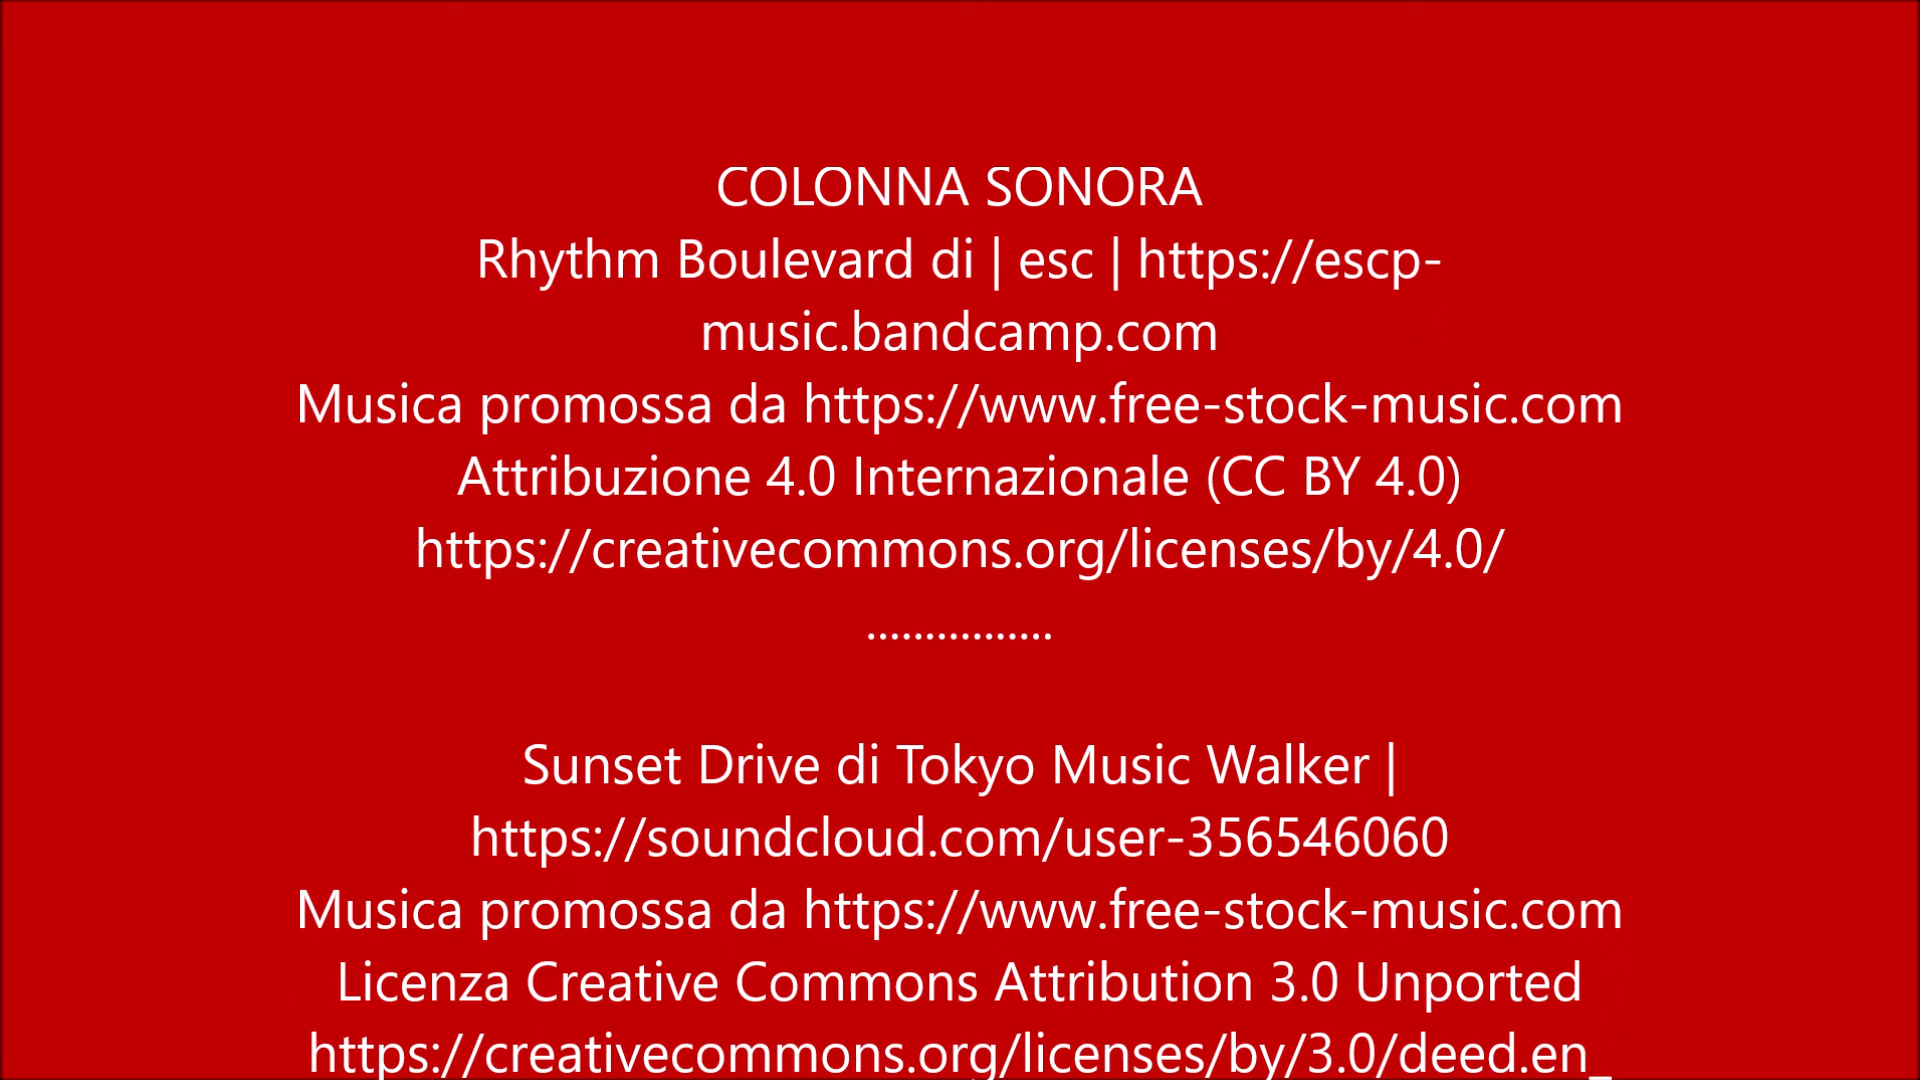 COLONNA SONORA
Rhythm Boulevard di | esc | https://escp-
music.bandcamp.com
Musica promossa da https://www.free-stock-music.com
Attribuzione 4.0 Internazionale (CC BY 4.0)
https://creativecommons.org/licenses/by/4.0/
................
Sunset Drive di Tokyo Music Walker |
https://soundcloud.com/user-356546060
Musica promossa da https://www.free-stock-music.com
Licenza Creative Commons Attribution 3.0 Unported
https://creativecommons.org/licenses/by/3.0/deed.en_